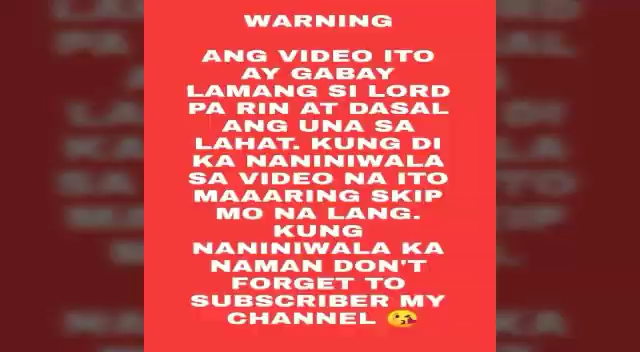 WARNING
ANG VIDEO ITO
AY GABAY
LAMANG SI LORD
PA RIN AT DASAL
ANG UNA SA
LAHAT. KUNG DI
KA NANINIWALA
SA VIDEO NA ITO
MAAARING SKIP
MO NA LANG.
KUNG
NANINIWALA KA
NAMAN DON'T
FORGET TO
SUBSCRIBER MY
CHANNEL 😘